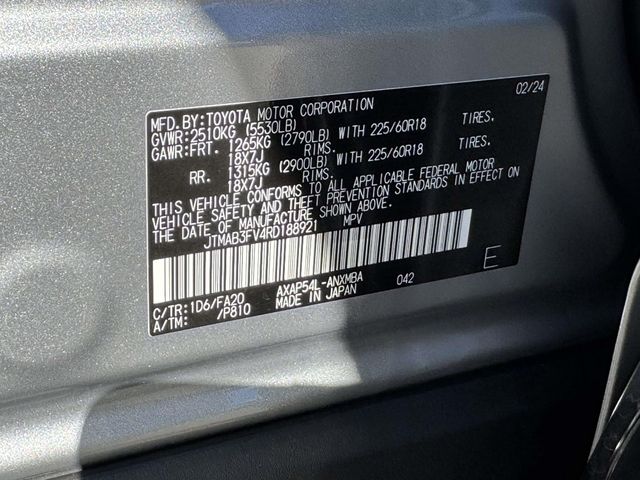 MFD. BY: TOYOTA MOTOR CORPORATION 02/24
GVWR: 2510KG (5530LB)
GAWR: FRT. 1265KG (2790LB) WITH 225/60R18 TIRES.
18X7J RIMS.
RR. 1315KG (2900LB) WITH 225/60R18 TIRES.
18X7J RIMS.
THIS VEHICLE CONFORMS TO ALL APPLICABLE FEDERAL MOTOR
VEHICLE SAFETY AND THEFT PREVENTION STANDARDS IN EFFECT ON
THE DATE OF MANUFACTURE SHOWN ABOVE.
JTMAB3FV4RD188921 MPV
C/TR: 1D6/FA20 AXAP54L-ANXMBA 042 E
A/TM: /P810 MADE IN JAPAN